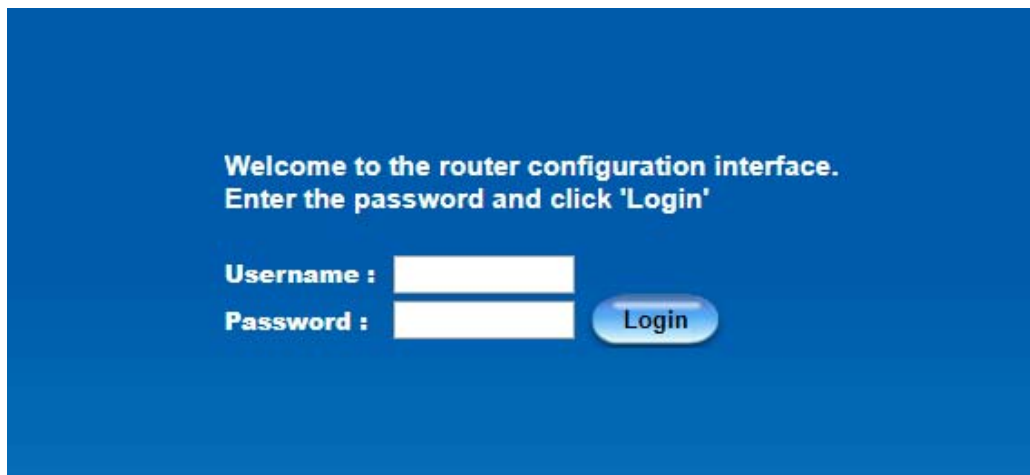 Welcome to the router configuration interface.
Enter the password and click 'Login'
Username :
Password :
Login